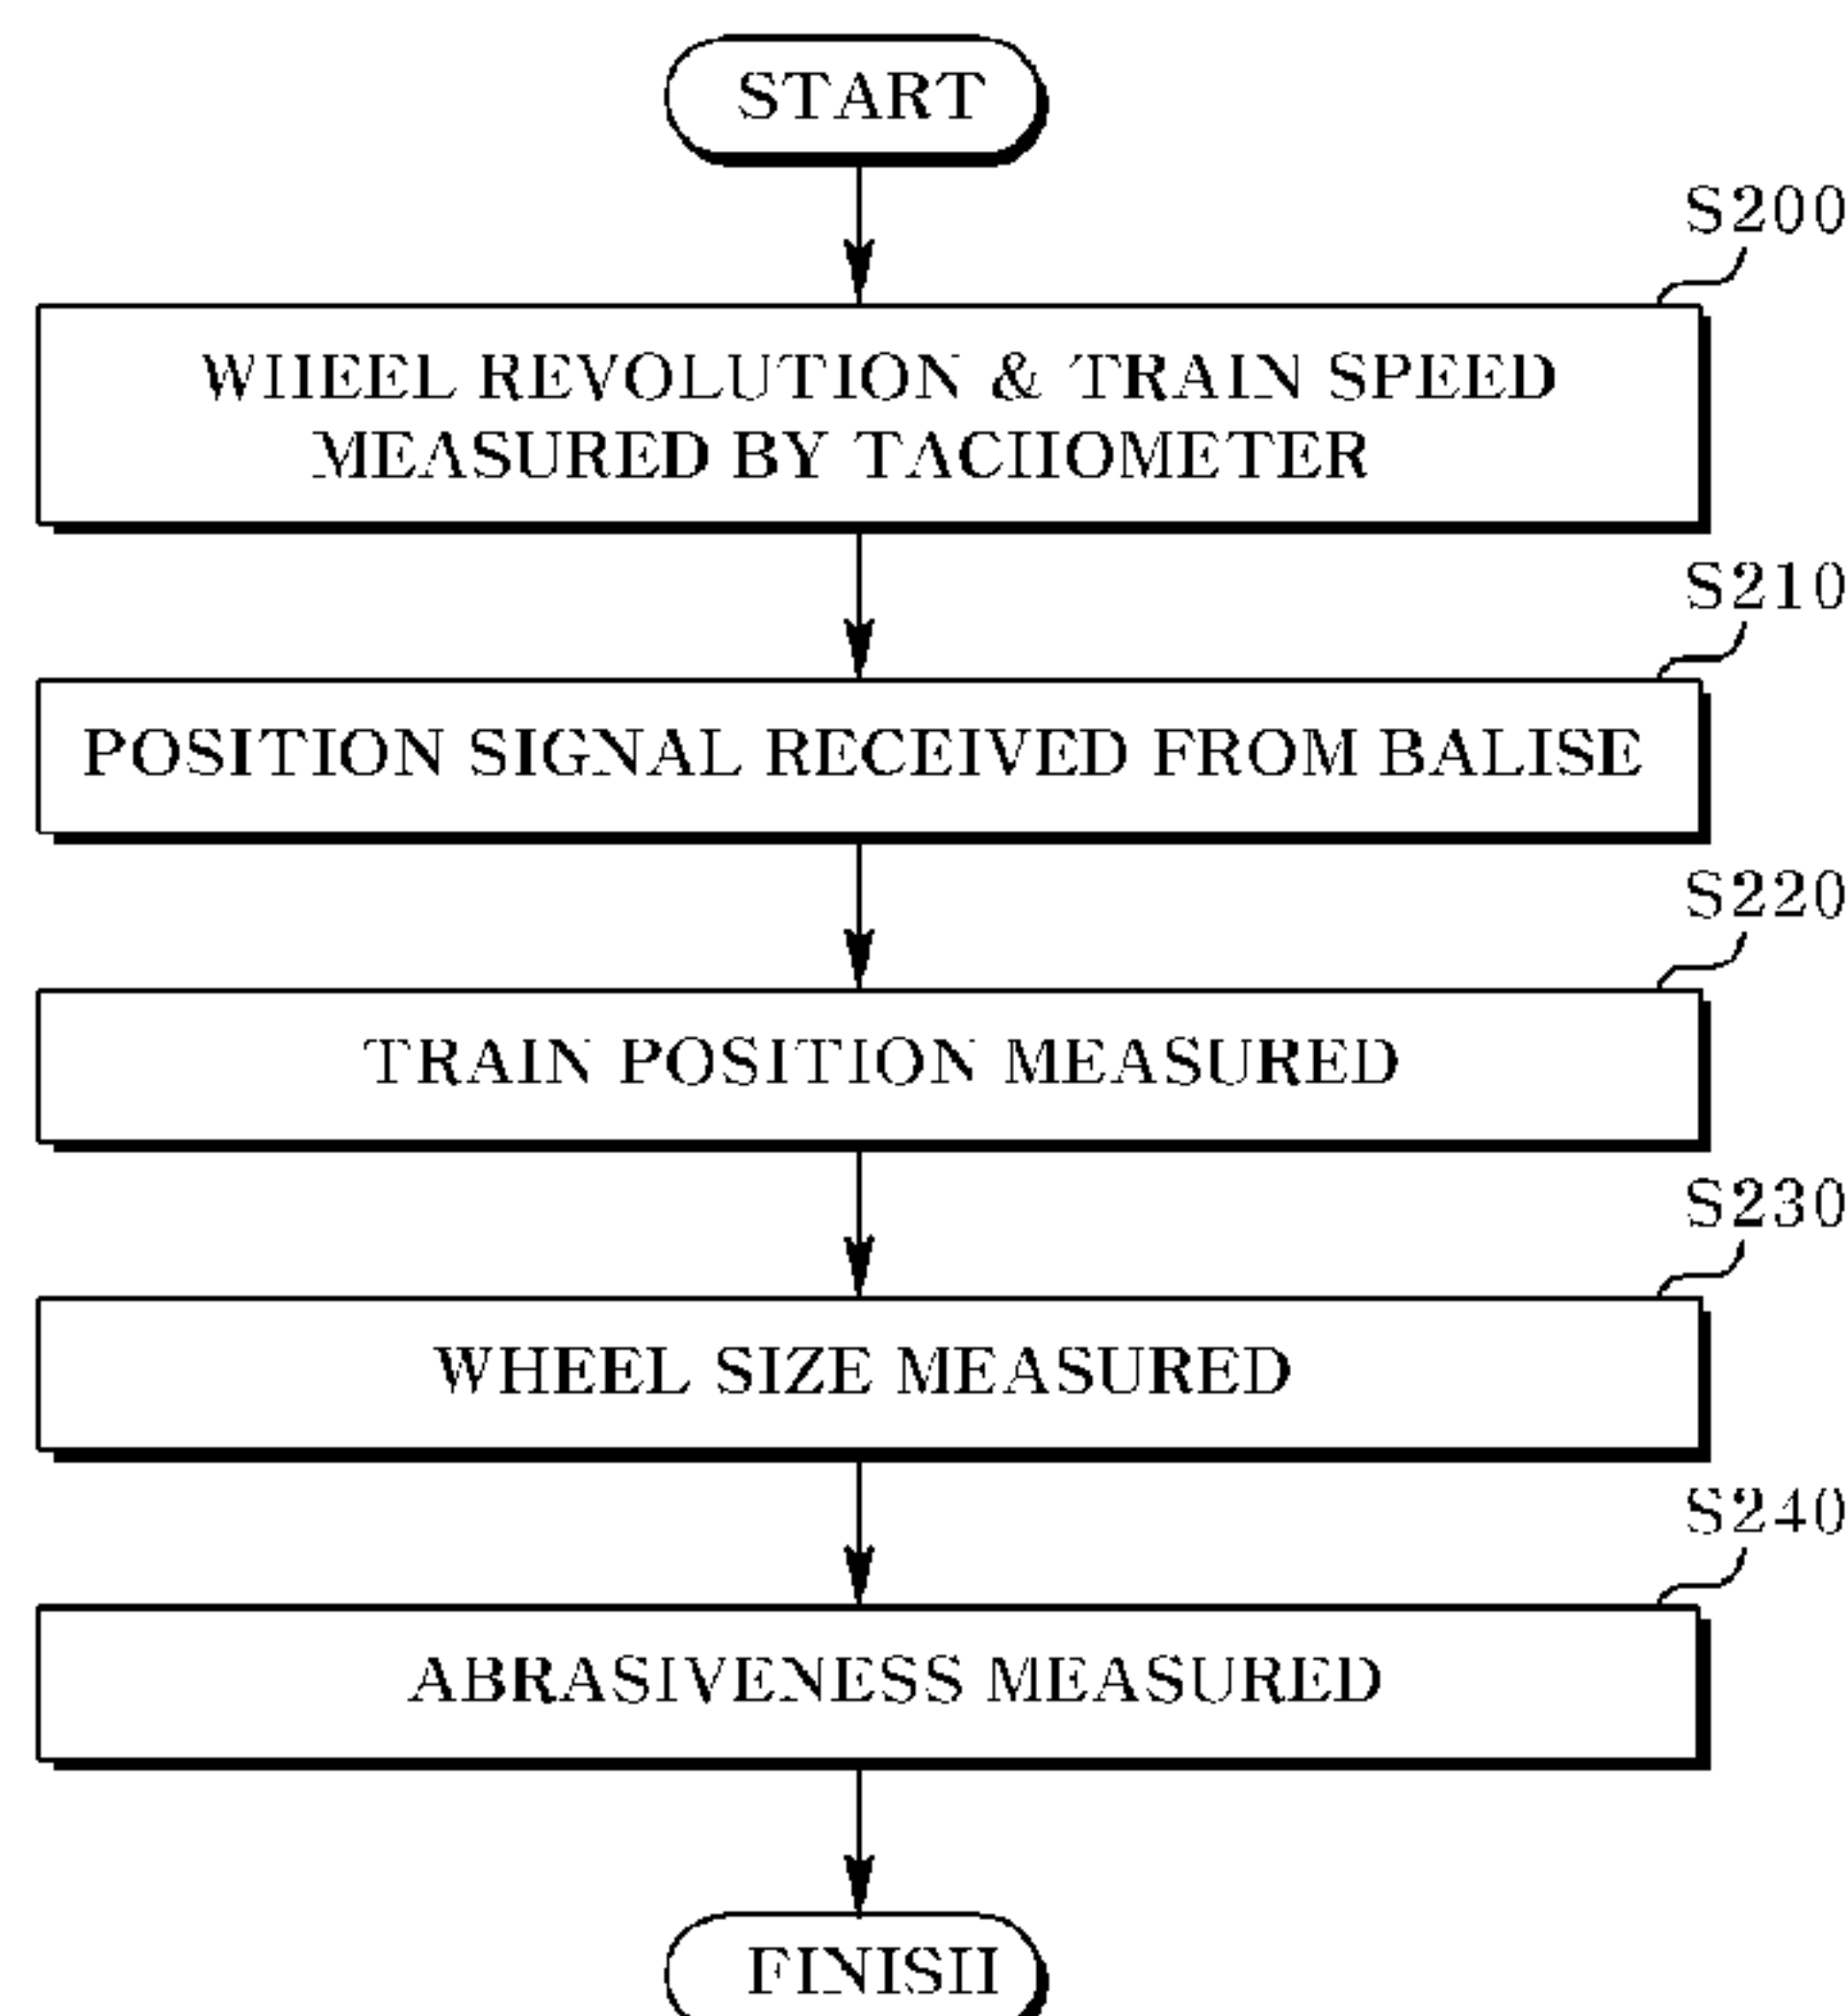 START
S200
WHEEL REVOLUTION & TRAIN SPEED
MEASURED BY TACHOMETER
S210
POSITION SIGNAL RECEIVED FROM BALISE
S220
TRAIN POSITION MEASURED
S230
WHEEL SIZE MEASURED
S240
ABRASIVENESS MEASURED
FINISH